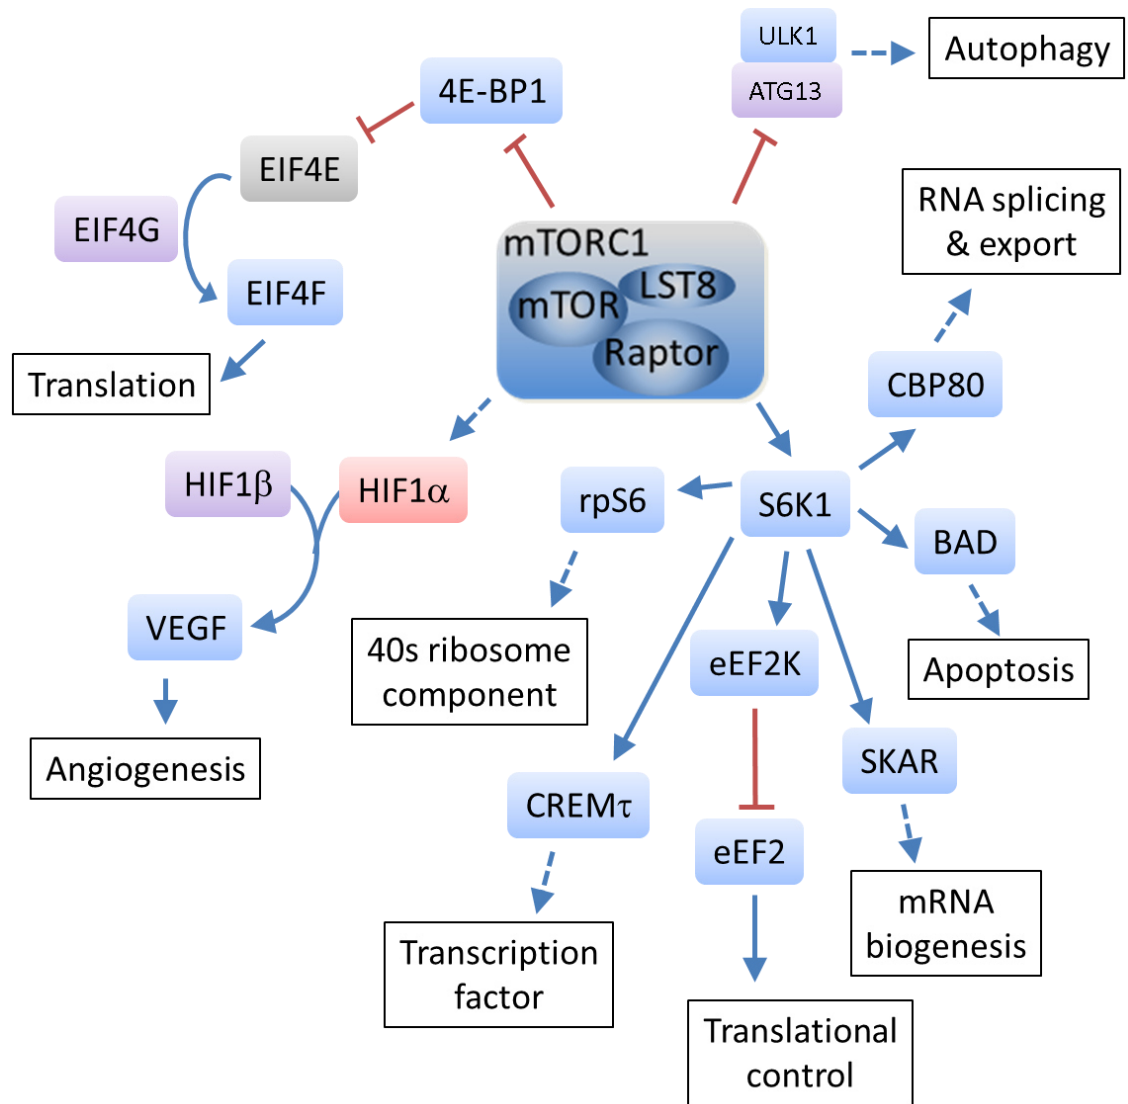 ULK1
Autophagy
4E-BP1
ATG13
EIF4E
RNA splicing
& export
EIF4G
mTORC1
LST8
EIF4F
mTOR
Raptor
Translation
CBP80
HIF1β
HIF1α
rpS6
S6K1
BAD
VEGF
40s ribosome
component
eEF2K
Apoptosis
Angiogenesis
SKAR
CREMτ
eEF2
mRNA
biogenesis
Transcription
factor
Translational
control